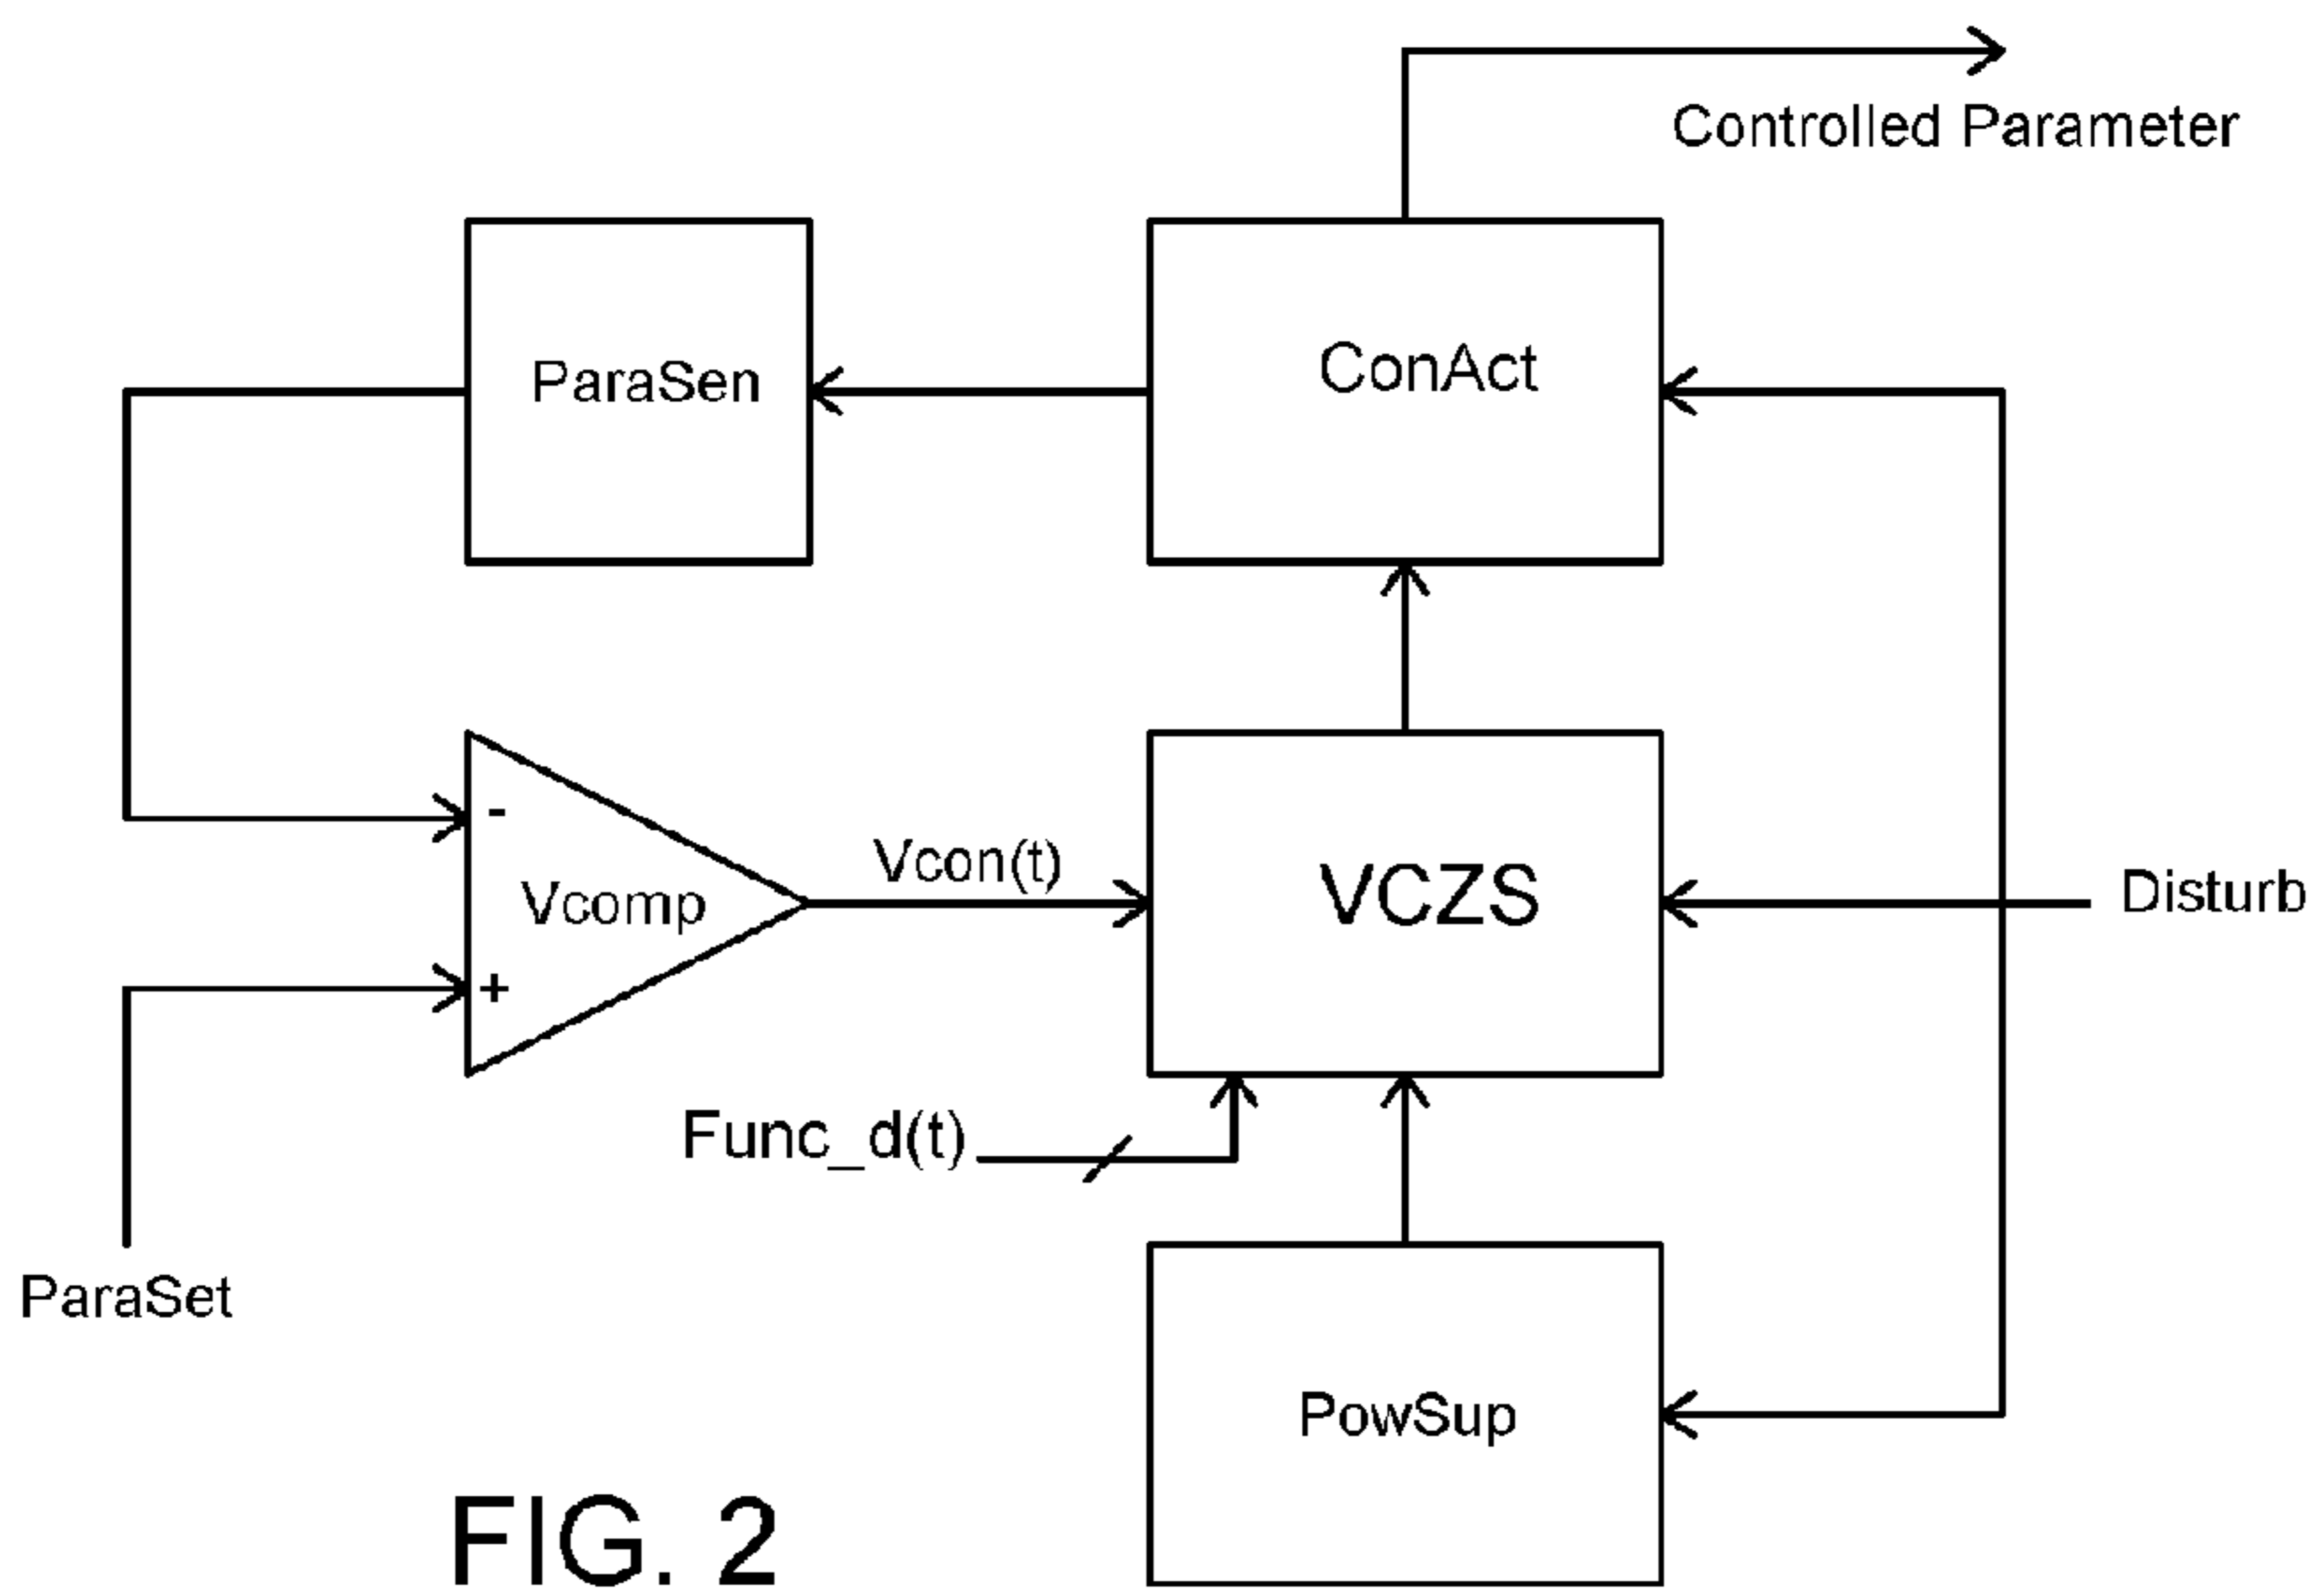 Controlled Parameter
ParaSen
ConAct
-
Vcomp
+
Vcon(t)
VCZS
Disturb
Func_d(t)
ParaSet
PowSup
FIG. 2